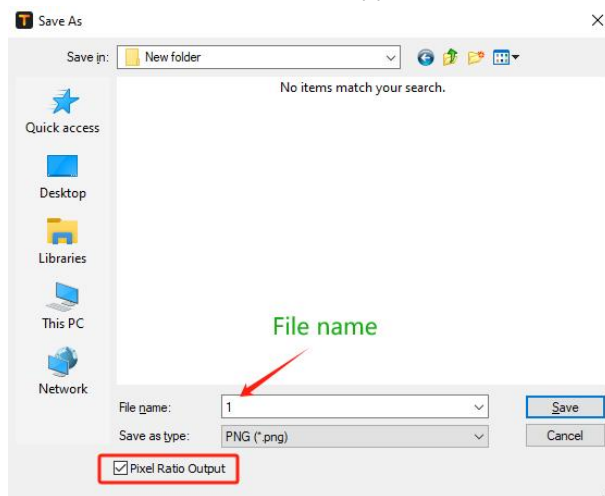 Save As
Save in:
New folder
No items match your search.
Quick access
Desktop
Libraries
This PC
Network
File name
File name:
1
Save
Save as type:
PNG (*.png)
Cancel
Pixel Ratio Output